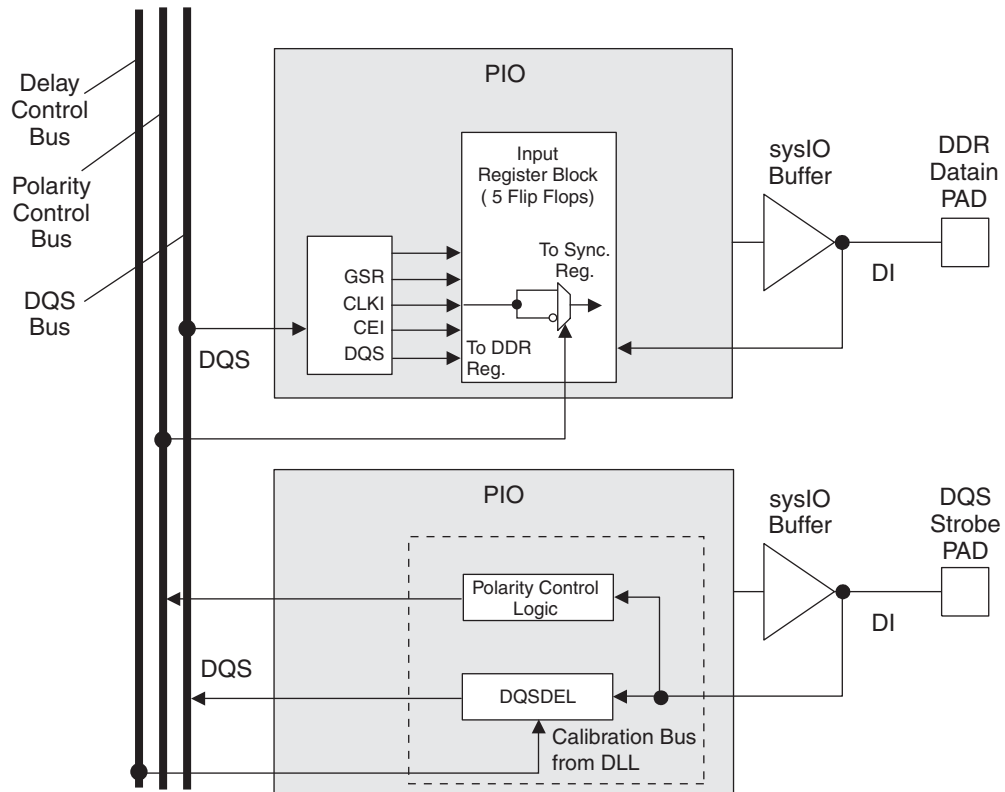 Delay
Control
Bus
Polarity
Control
Bus
DQS
Bus
PIO
Input
Register Block
( 5 Flip Flops)
To Sync.
Reg.
GSR
CLKI
CEI
DQS
To DDR
Reg.
DQS
sysIO
Buffer
DI
DDR
Datain
PAD
PIO
Polarity Control
Logic
DQS
DQSDEL
Calibration Bus
from DLL
sysIO
Buffer
DI
DQS
Strobe
PAD